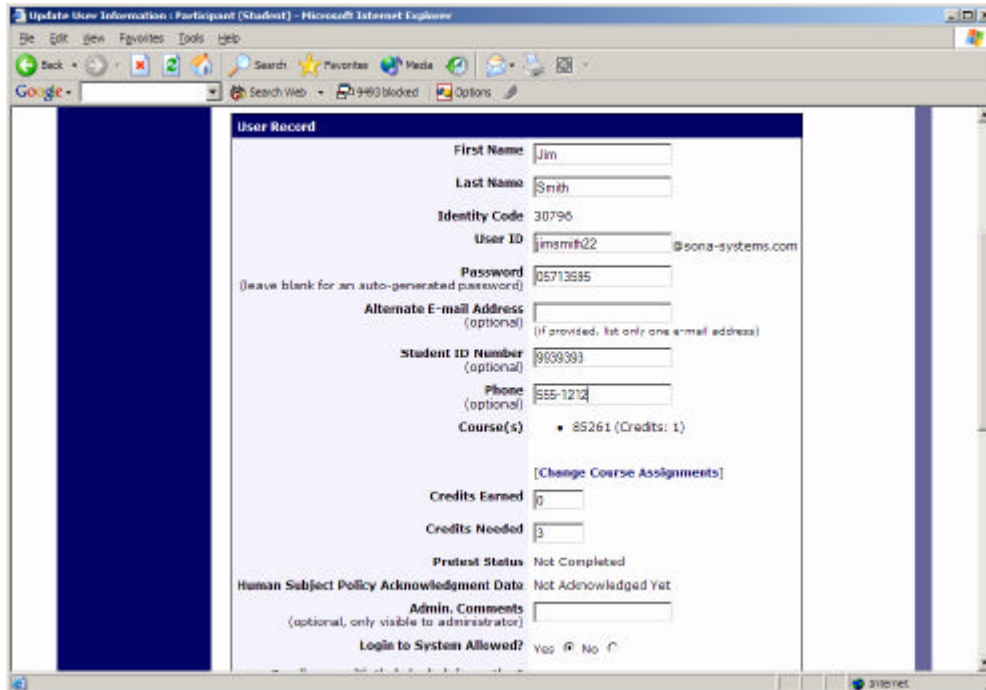 Update User Information : Participant (Student) - Microsoft Internet Explorer
File Edit View Favorites Tools Help
Back Search Favorites Media
Google Search Web 9493 blocked Options
User Record
First Name Jim
Last Name Smith
Identity Code 30796
User ID jimsmith22 @sona-systems.com
Password 05713595
(leave blank for an auto-generated password)
Alternate E-mail Address
(optional) (if provided, list only one e-mail address)
Student ID Number 9939393
(optional)
Phone 555-1212
(optional)
Course(s) • 85261 (Credits: 1)
[Change Course Assignments]
Credits Earned 0
Credits Needed 3
Pretest Status Not Completed
Human Subject Policy Acknowledgment Date Not Acknowledged Yet
Admin. Comments
(optional, only visible to administrator)
Login to System Allowed? Yes No
Internet